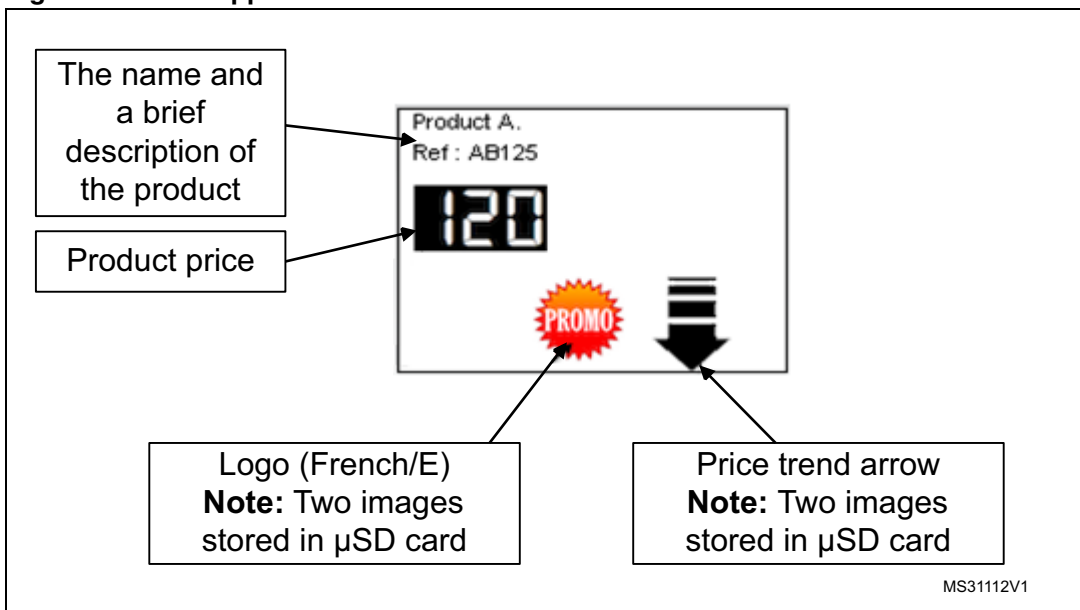 The name and
a brief
description of
the product
Product A.
Ref : AB125
120
Product price
PROMO
Logo (French/E)
Note: Two images
stored in µSD card
Price trend arrow
Note: Two images
stored in µSD card
MS31112V1